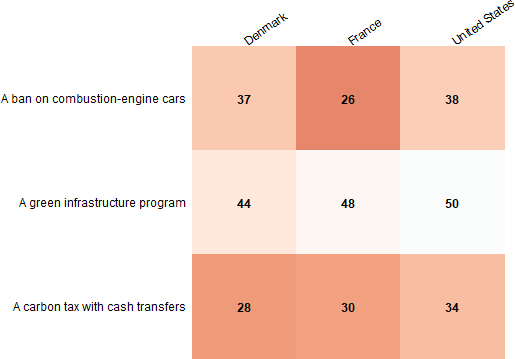 Denmark France United States
A ban on combustion-engine cars 37 26 38
A green infrastructure program 44 48 50
A carbon tax with cash transfers 28 30 34